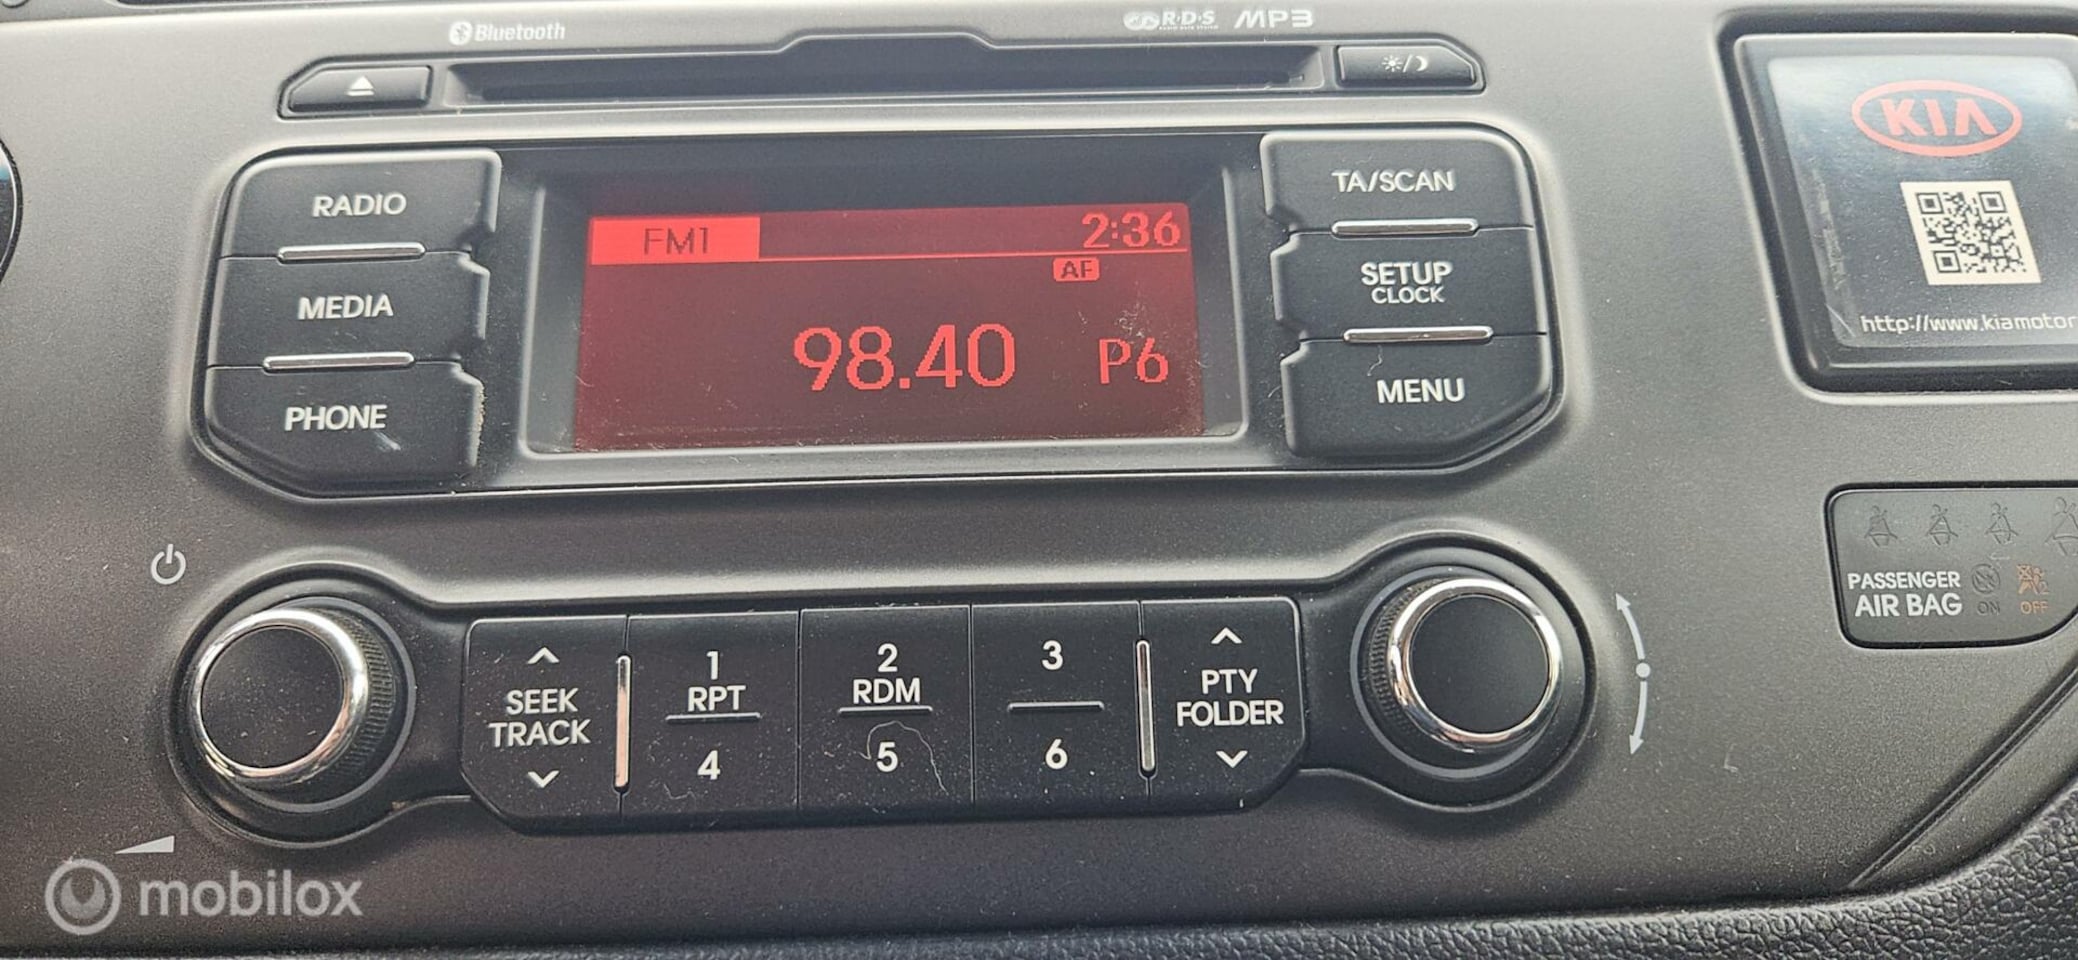 Bluetooth
R·D·S MP3
KIA
http://www.kiamotor
RADIO
MEDIA
PHONE
FM1
2:36
AF
98.40 P6
TA/SCAN
SETUP
CLOCK
MENU
PASSENGER
AIR BAG
ON
OFF
SEEK
TRACK
1
RPT
4
2
RDM
5
3
6
PTY
FOLDER
mobilox